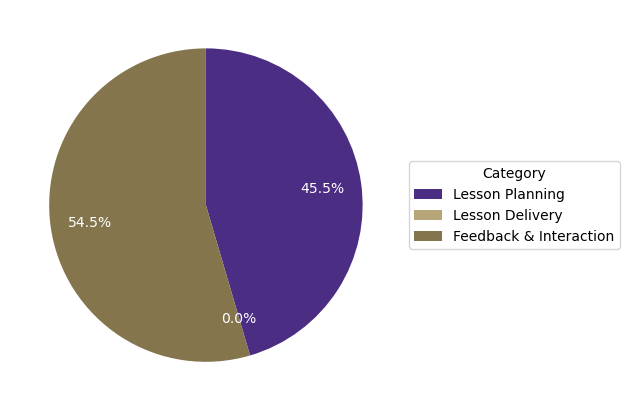 45.5%
54.5%
0.0%
Category
Lesson Planning
Lesson Delivery
Feedback & Interaction